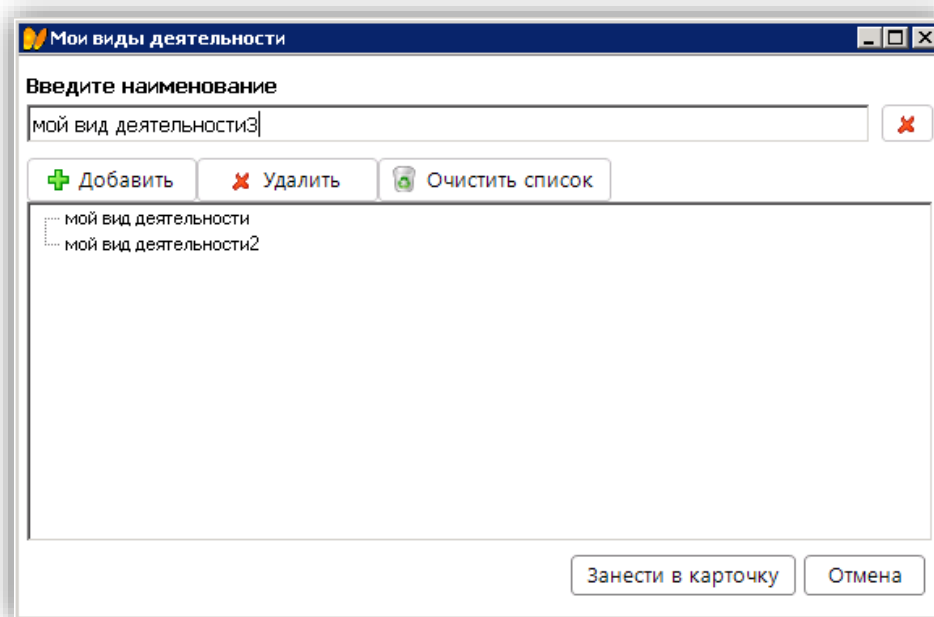 Мои виды деятельности
Введите наименование
мой вид деятельности3
Добавить Удалить Очистить список
мой вид деятельности
мой вид деятельности2
Занести в карточку Отмена